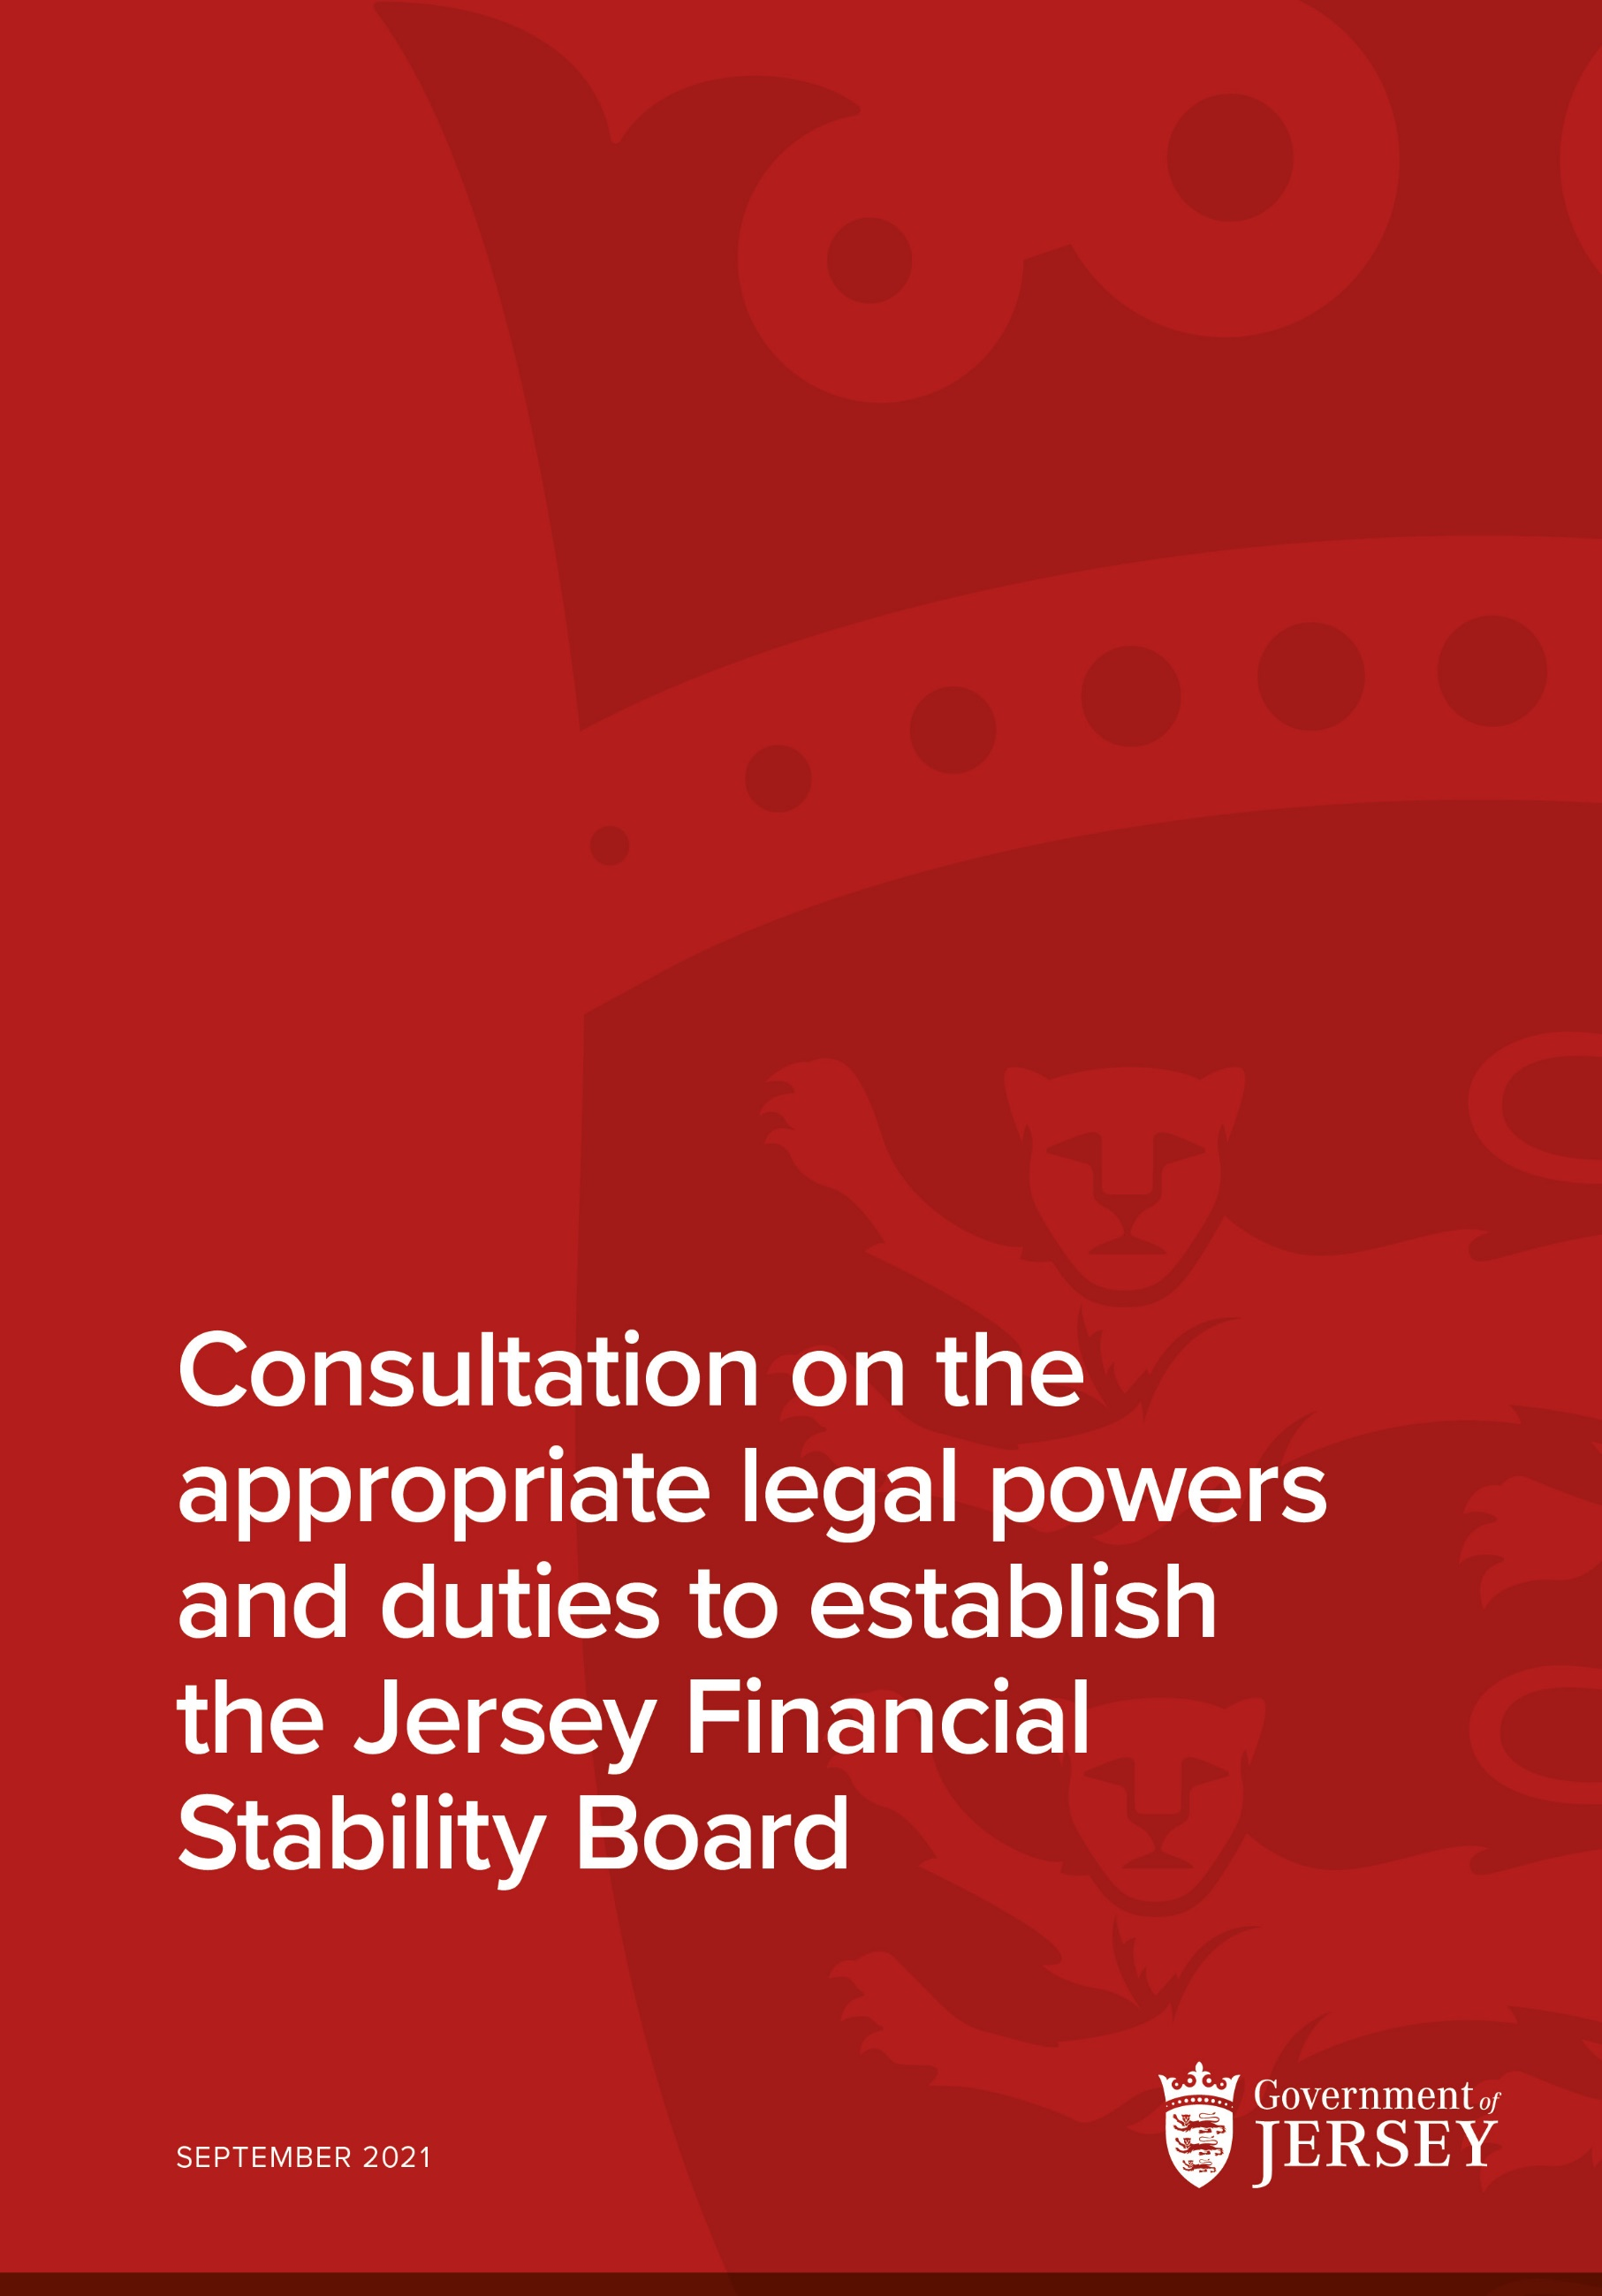 Consultation on the
appropriate legal powers
and duties to establish
the Jersey Financial
Stability Board
SEPTEMBER 2021
Government of
JERSEY